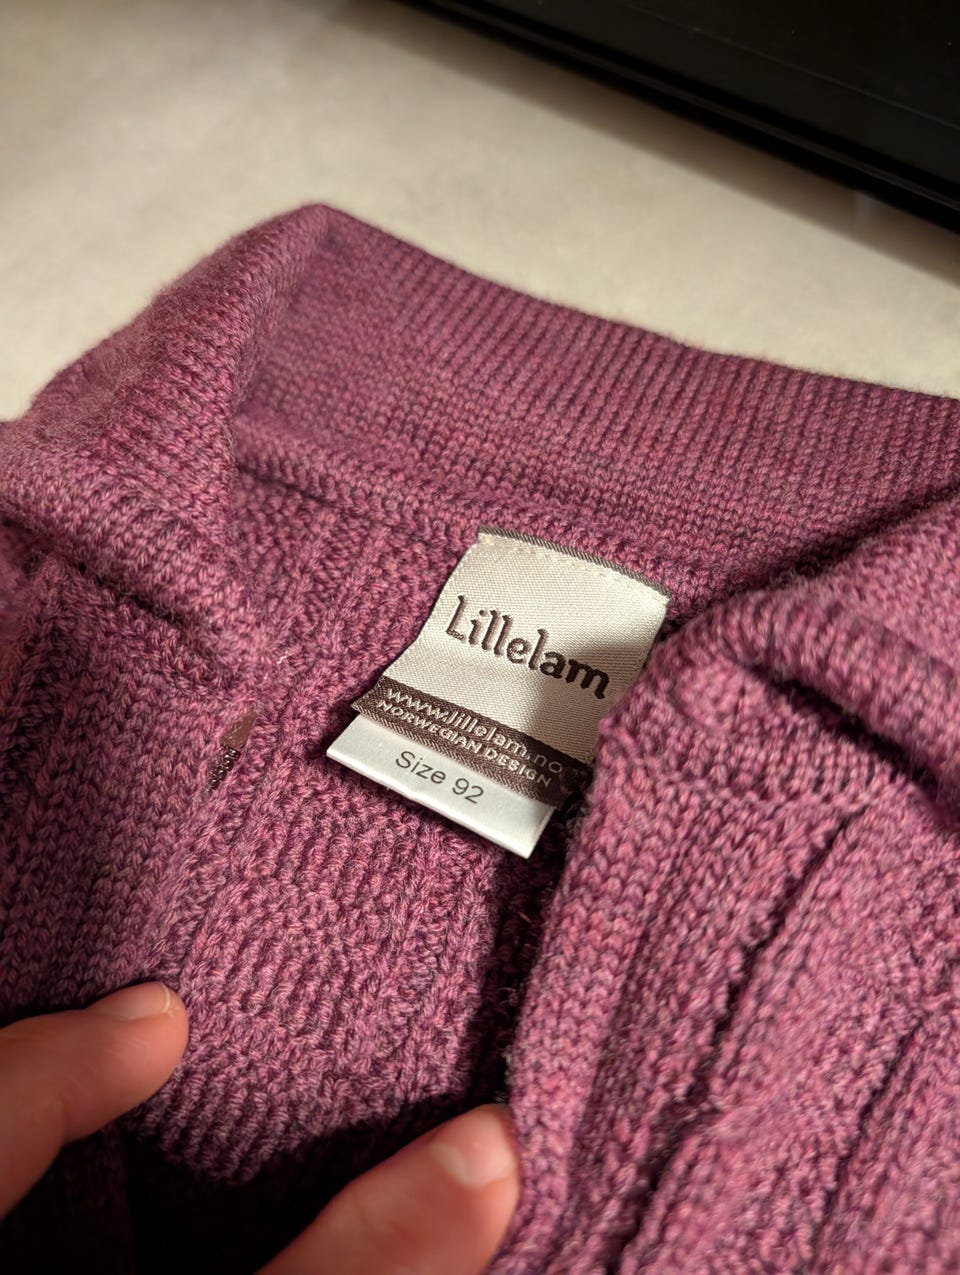 Lillelam
www.lillelam.no
NORWEGIAN DESIGN
Size 92